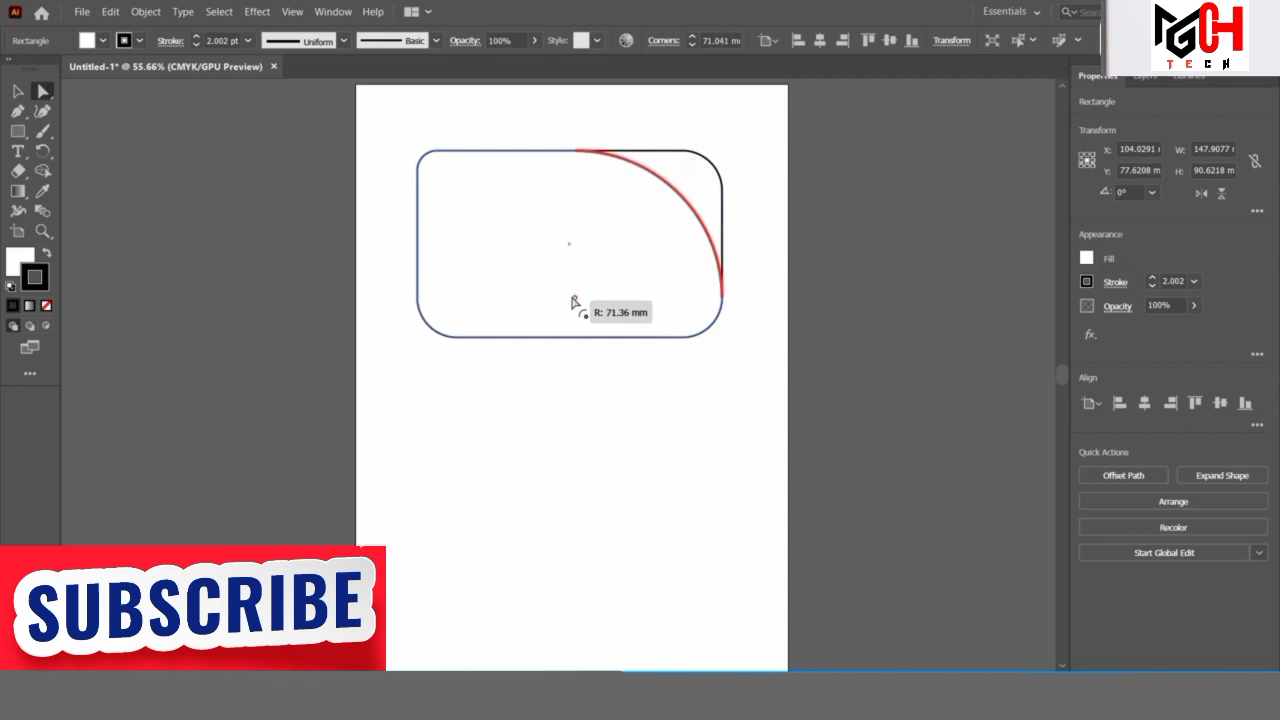 Ai File Edit Object Type Select Effect View Window Help Essentials
MGCH
TECH
Rectangle Stroke: 2.002 pt Uniform Basic Opacity: 100% Style: Corners: 71.041 m Transform
Untitled-1* @ 55.66% (CMYK/GPU Preview) ×
Properties Layers Libraries
Rectangle
Transform
X: 104.0291 W: 147.9077
Y: 77.6208 m H: 90.6218 m
0°
Appearance
Fill
Stroke 2.002
Opacity 100%
fx.
R: 71.36 mm
Align
Quick Actions
Offset Path Expand Shape
Arrange
Recolor
Start Global Edit
SUBSCRIBE